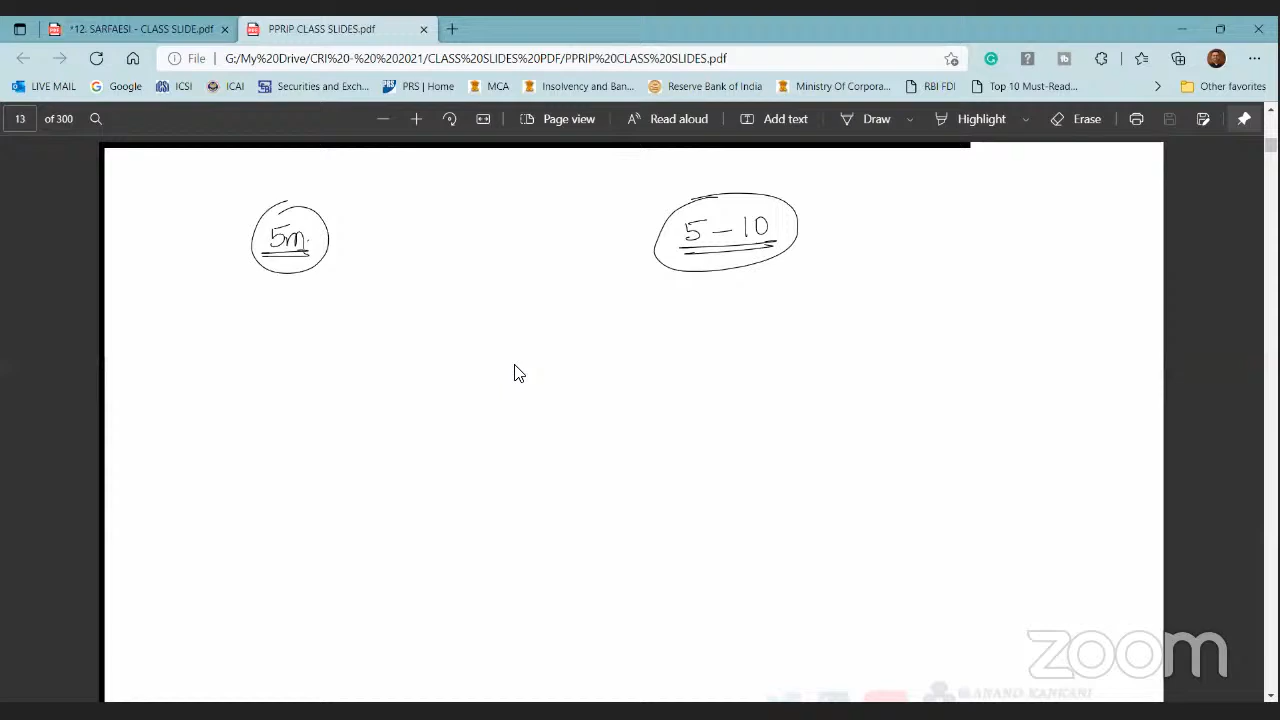 *12. SARFAESI - CLASS SLIDE.pdf
PPRIP CLASS SLIDES.pdf
File
G:/My%20Drive/CRI%20-%20%202021/CLASS%20SLIDES%20PDF/PPRIP%20CLASS%20SLIDES.pdf
LIVE MAIL
Google
ICSI
ICAI
Securities and Exch...
PRS | Home
MCA
Insolvency and Ban...
Reserve Bank of India
Ministry Of Corpora...
RBI FDI
Top 10 Must-Read...
Other favorites
13 of 300
Page view
Read aloud
Add text
Draw
Highlight
Erase
5m.
5 - 10
zoom
ANAND KANKANI